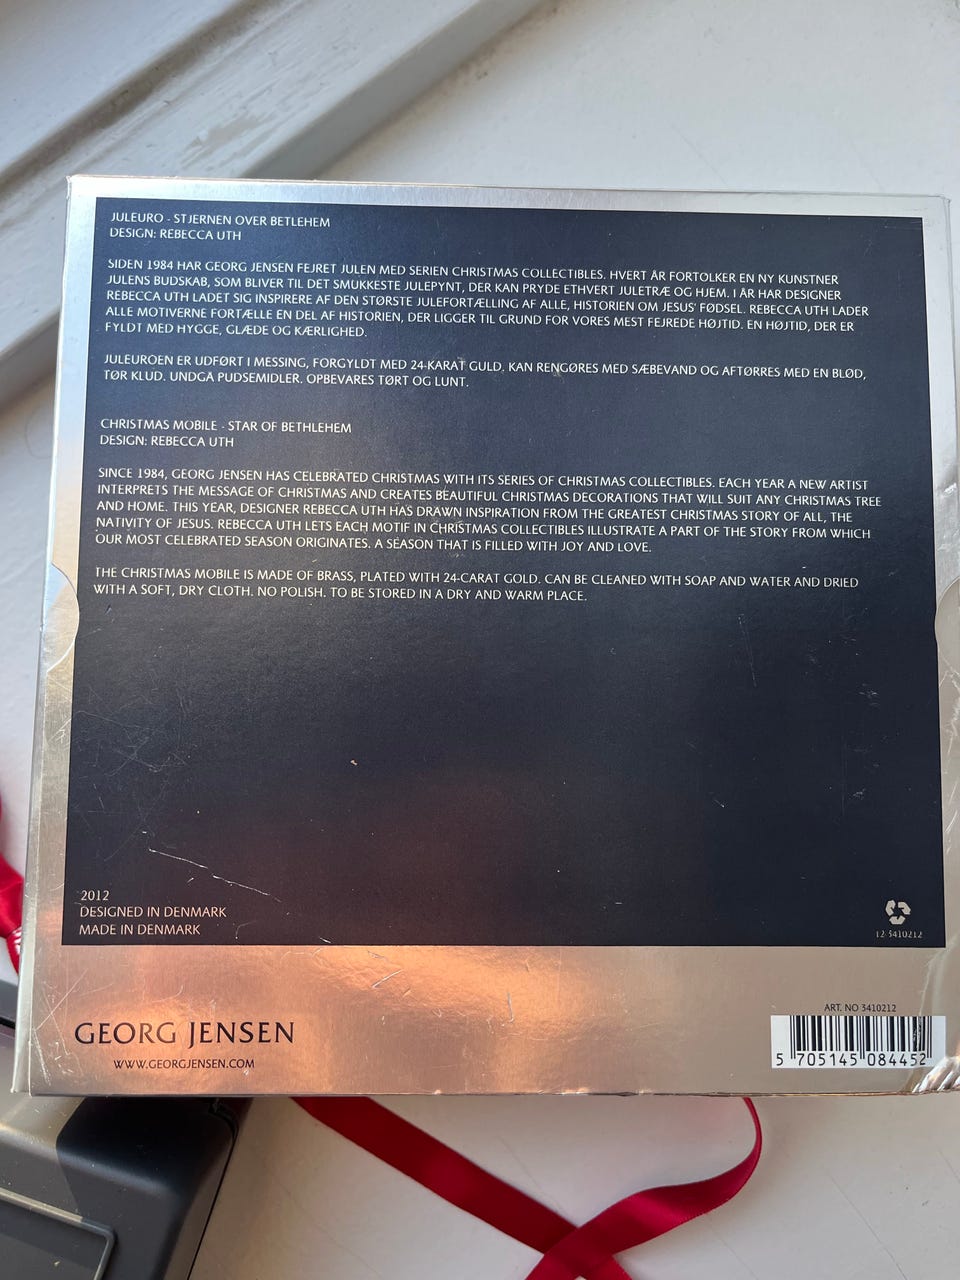 JULEURO - STJERNEN OVER BETLEHEM
DESIGN: REBECCA UTH
SIDEN 1984 HAR GEORG JENSEN FEJRET JULEN MED SERIEN CHRISTMAS COLLECTIBLES. HVERT ÅR FORTOLKER EN NY KUNSTNER
JULENS BUDSKAB, SOM BLIVER TIL DET SMUKKESTE JULEPYNT, DER KAN PRYDE ETHVERT JULETRÆ OG HJEM. I ÅR HAR DESIGNER
REBECCA UTH LADET SIG INSPIRERE AF DEN STØRSTE JULEFORTÆLLING AF ALLE, HISTORIEN OM JESUS' FØDSEL. REBECCA UTH LADER
ALLE MOTIVERNE FORTÆLLE EN DEL AF HISTORIEN, DER LIGGER TIL GRUND FOR VORES MEST FEJREDE HØJTID. EN HØJTID, DER ER
FYLDT MED HYGGE, GLÆDE OG KÆRLIGHED.
JULEUROEN ER UDFØRT I MESSING, FORGYLDT MED 24-KARAT GULD. KAN RENGØRES MED SÆBEVAND OG AFTØRRES MED EN BLØD,
TØR KLUD. UNDGÅ PUDSEMIDLER. OPBEVARES TØRT OG LUNT.
CHRISTMAS MOBILE - STAR OF BETHLEHEM
DESIGN: REBECCA UTH
SINCE 1984, GEORG JENSEN HAS CELEBRATED CHRISTMAS WITH ITS SERIES OF CHRISTMAS COLLECTIBLES. EACH YEAR A NEW ARTIST
INTERPRETS THE MESSAGE OF CHRISTMAS AND CREATES BEAUTIFUL CHRISTMAS DECORATIONS THAT WILL SUIT ANY CHRISTMAS TREE
AND HOME. THIS YEAR, DESIGNER REBECCA UTH HAS DRAWN INSPIRATION FROM THE GREATEST CHRISTMAS STORY OF ALL, THE
NATIVITY OF JESUS. REBECCA UTH LETS EACH MOTIF IN CHRISTMAS COLLECTIBLES ILLUSTRATE A PART OF THE STORY FROM WHICH
OUR MOST CELEBRATED SEASON ORIGINATES. A SEASON THAT IS FILLED WITH JOY AND LOVE.
THE CHRISTMAS MOBILE IS MADE OF BRASS, PLATED WITH 24-CARAT GOLD. CAN BE CLEANED WITH SOAP AND WATER AND DRIED
WITH A SOFT, DRY CLOTH. NO POLISH. TO BE STORED IN A DRY AND WARM PLACE.
2012
DESIGNED IN DENMARK
MADE IN DENMARK
12-3410212
GEORG JENSEN
WWW.GEORGJENSEN.COM
ART. NO 3410212
5 705145 084452